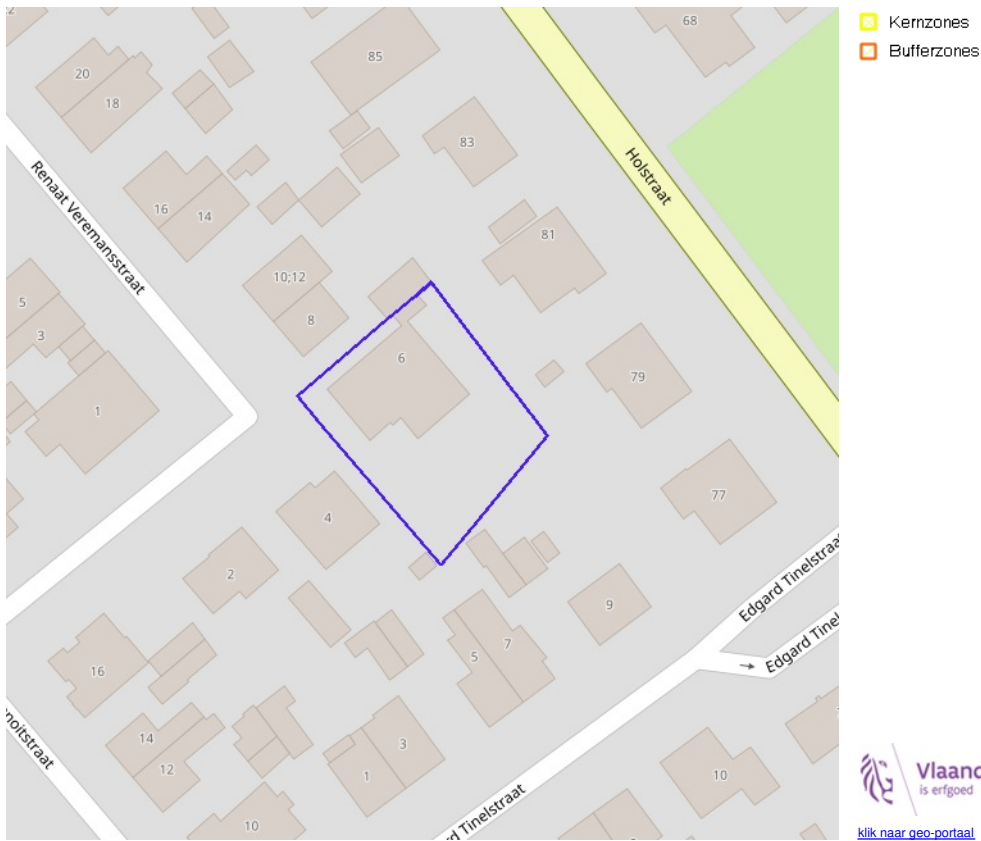 2
20
18
85
68
Kernzones
Bufferzones
83
Holstraat
Renaat Veremansstraat
16
14
81
10;12
8
5
3
6
79
1
77
4
2
Edgard Tinelstraat
9
7
5
Edgard Tinel
16
noitstraat
14
12
3
1
10
10
rd Tinelstraat
Vlaand
is erfgoed
klik naar geo-portaal